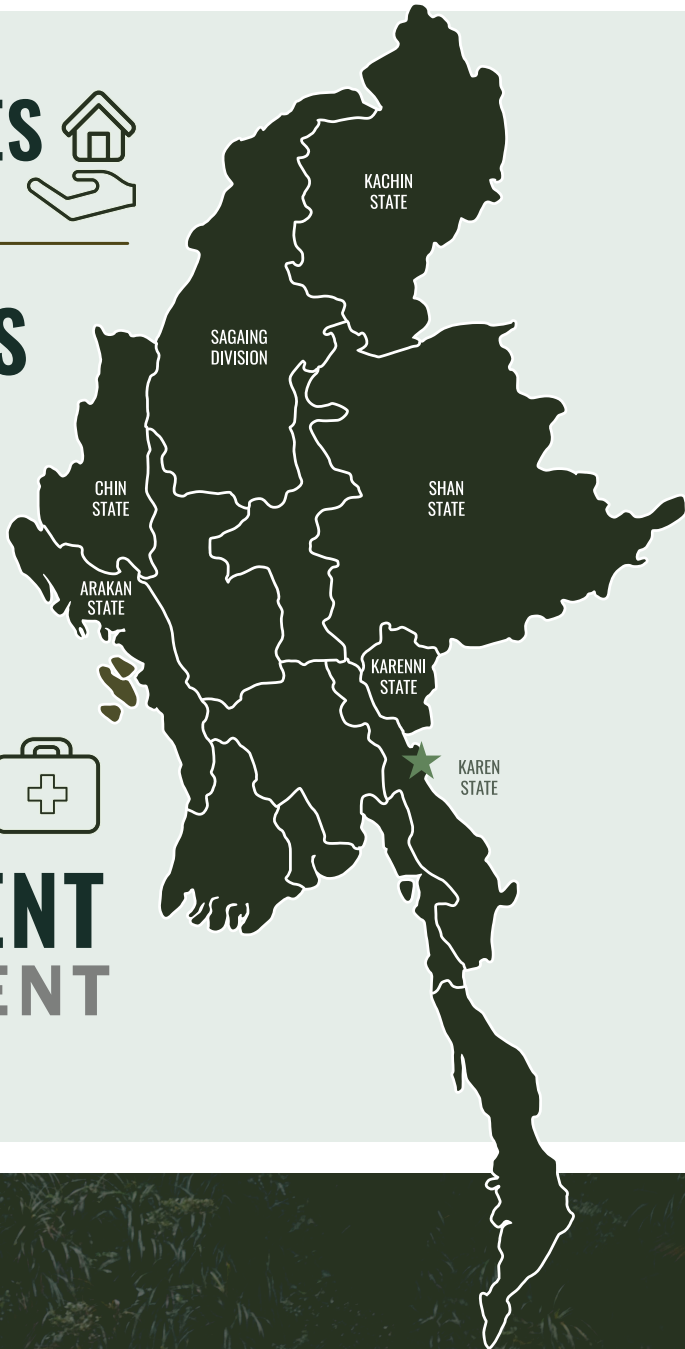 ES
S
KACHIN
STATE
SAGAING
DIVISION
CHIN
STATE
SHAN
STATE
ARAKAN
STATE
KARENNI
STATE
KAREN
STATE
ENT
ENT